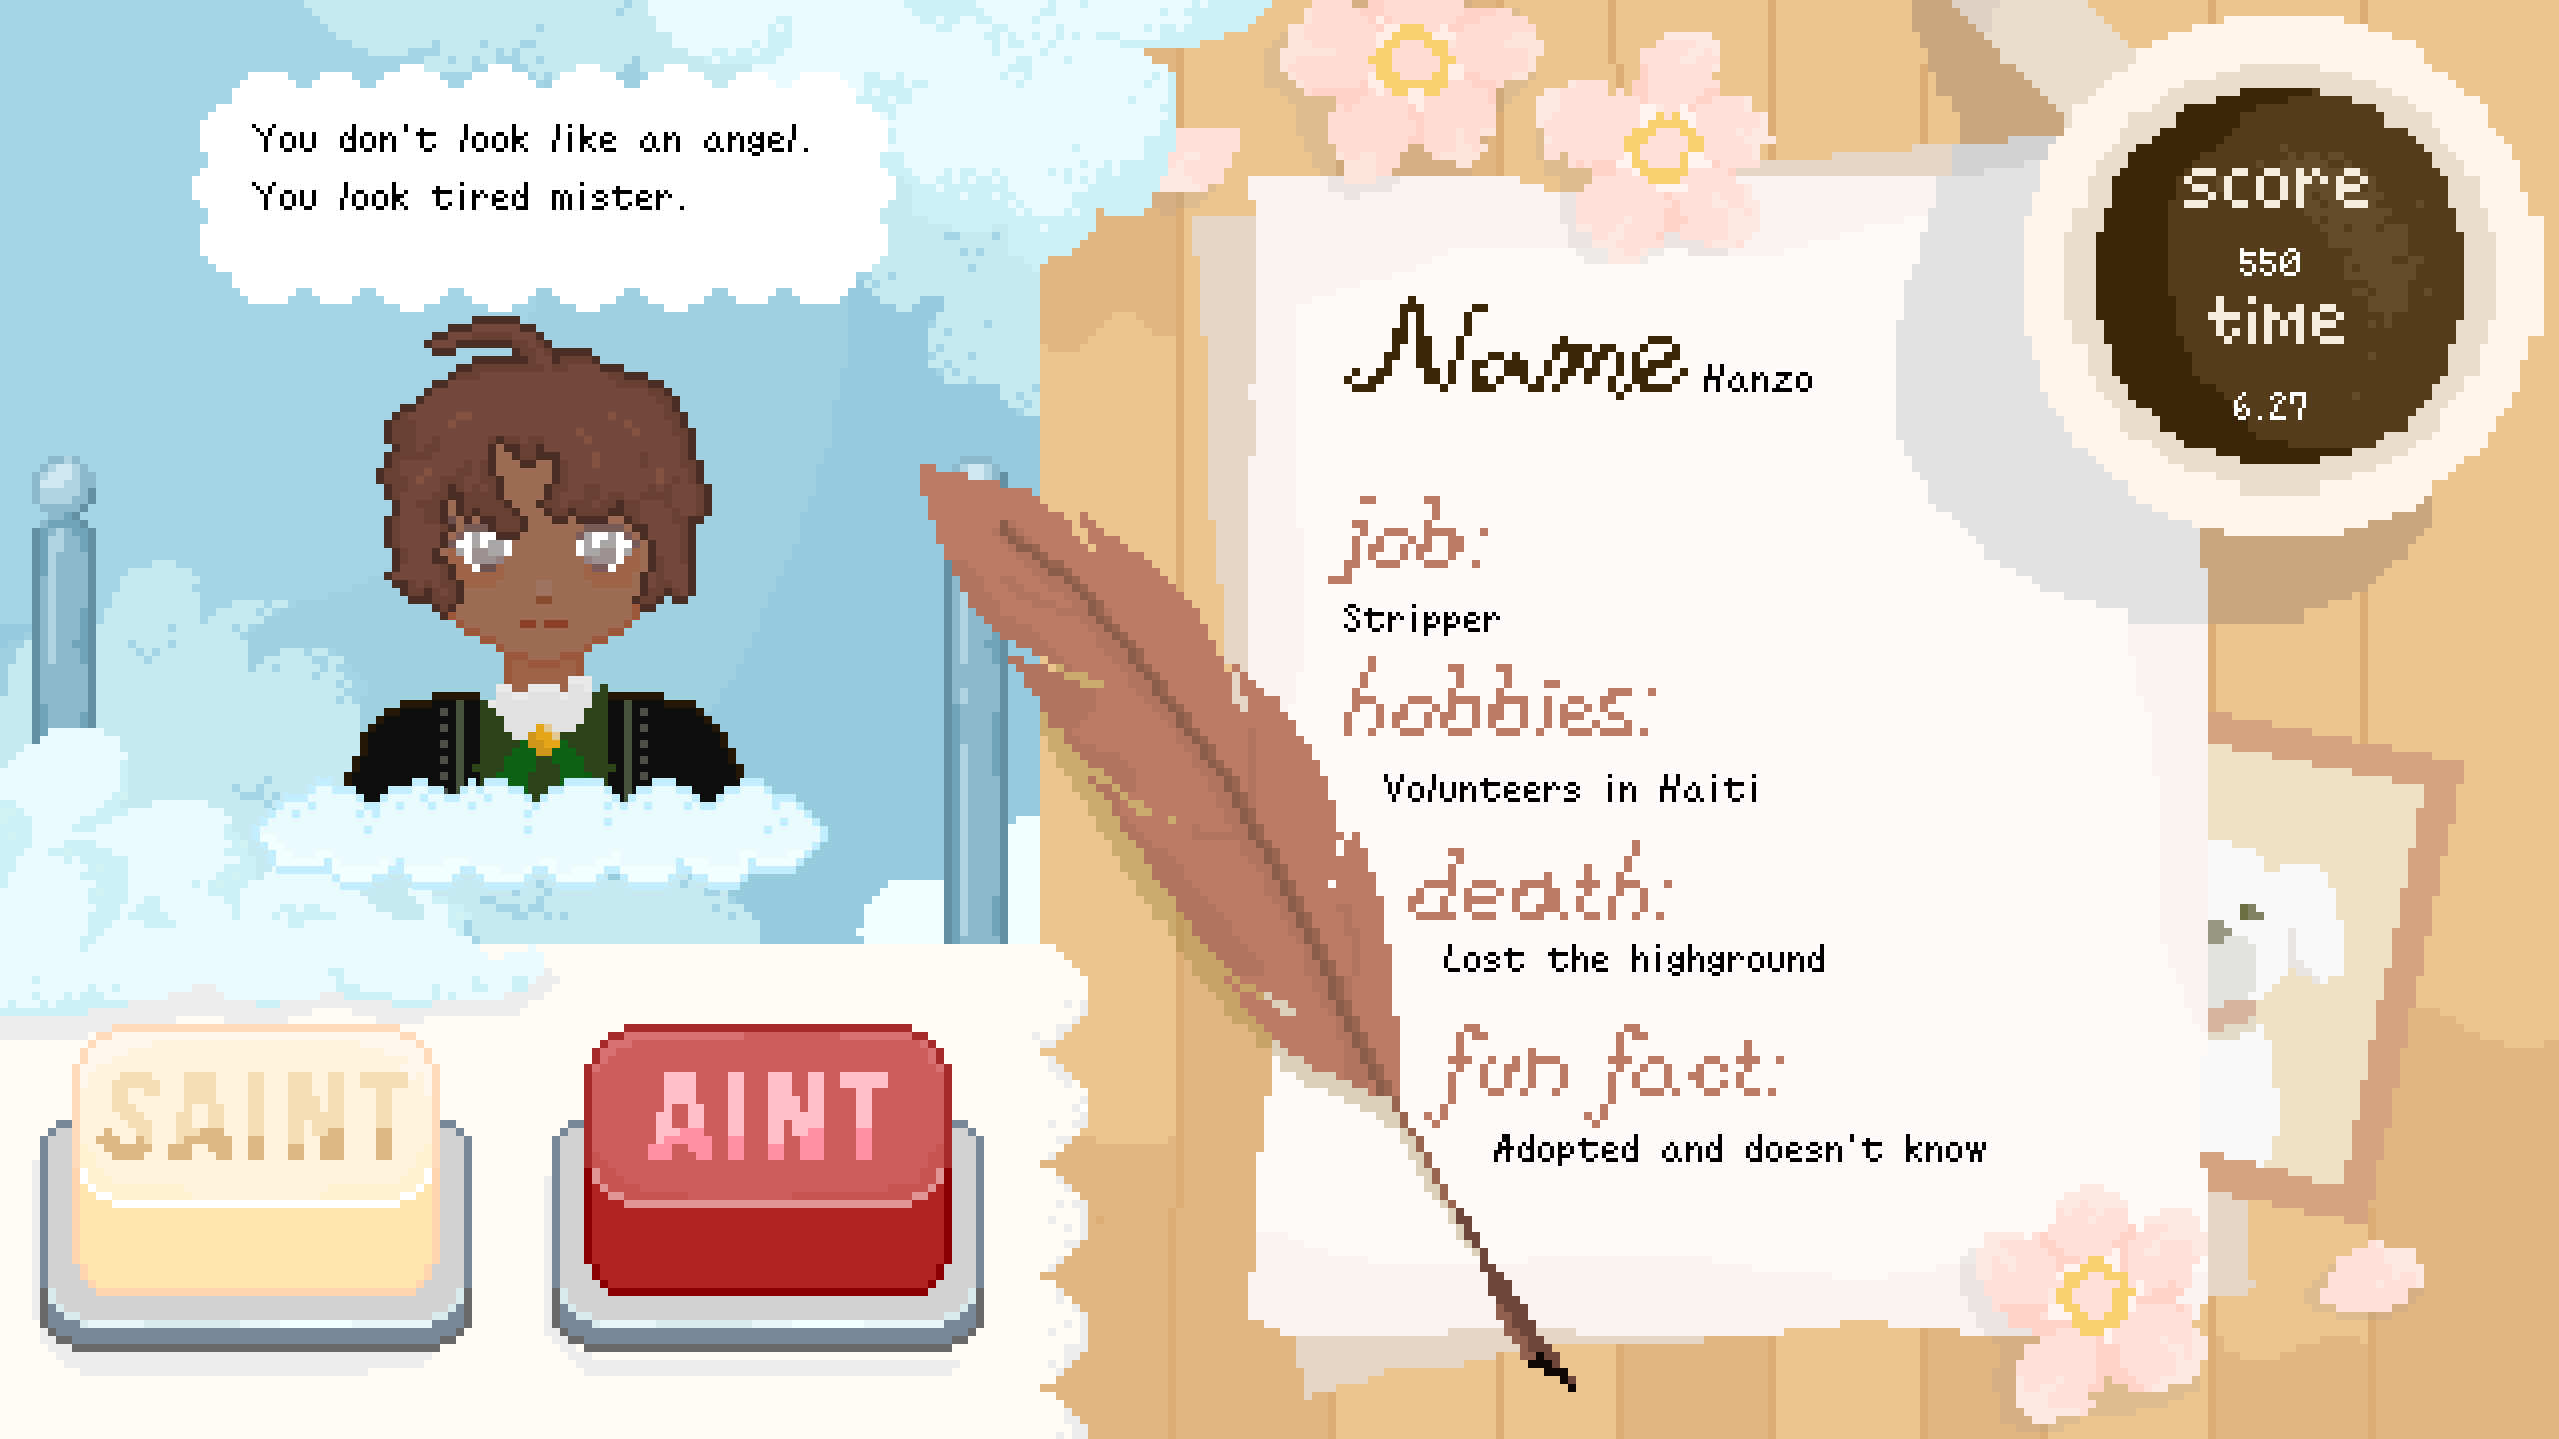 You don't look like an angel.
You look tired mister.
score
550
time
6.27
Name Hanzo
job:
Stripper
hobbies:
Volunteers in Haiti
death:
Lost the highground
fun fact:
Adopted and doesn't know
SAINT
AINT